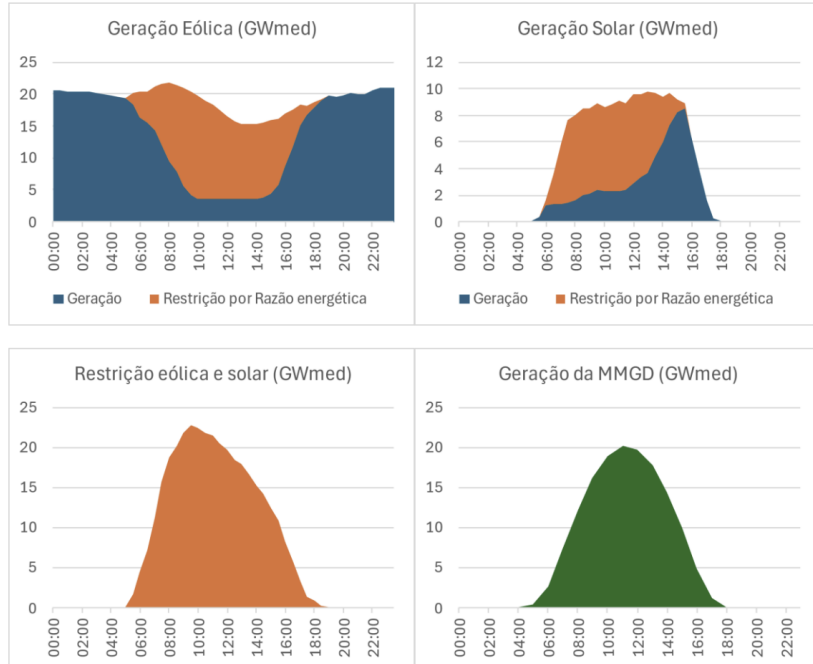 Geração Eólica (GWmed)
25
20
15
10
5
0
00:00 02:00 04:00 06:00 08:00 10:00 12:00 14:00 16:00 18:00 20:00 22:00
Geração Restrição por Razão energética
Geração Solar (GWmed)
12
10
8
6
4
2
0
00:00 02:00 04:00 06:00 08:00 10:00 12:00 14:00 16:00 18:00 20:00 22:00
Geração Restrição por Razão energética
Restrição eólica e solar (GWmed)
25
20
15
10
5
0
00:00 02:00 04:00 06:00 08:00 10:00 12:00 14:00 16:00 18:00 20:00 22:00
Geração da MMGD (GWmed)
25
20
15
10
5
0
00:00 02:00 04:00 06:00 08:00 10:00 12:00 14:00 16:00 18:00 20:00 22:00